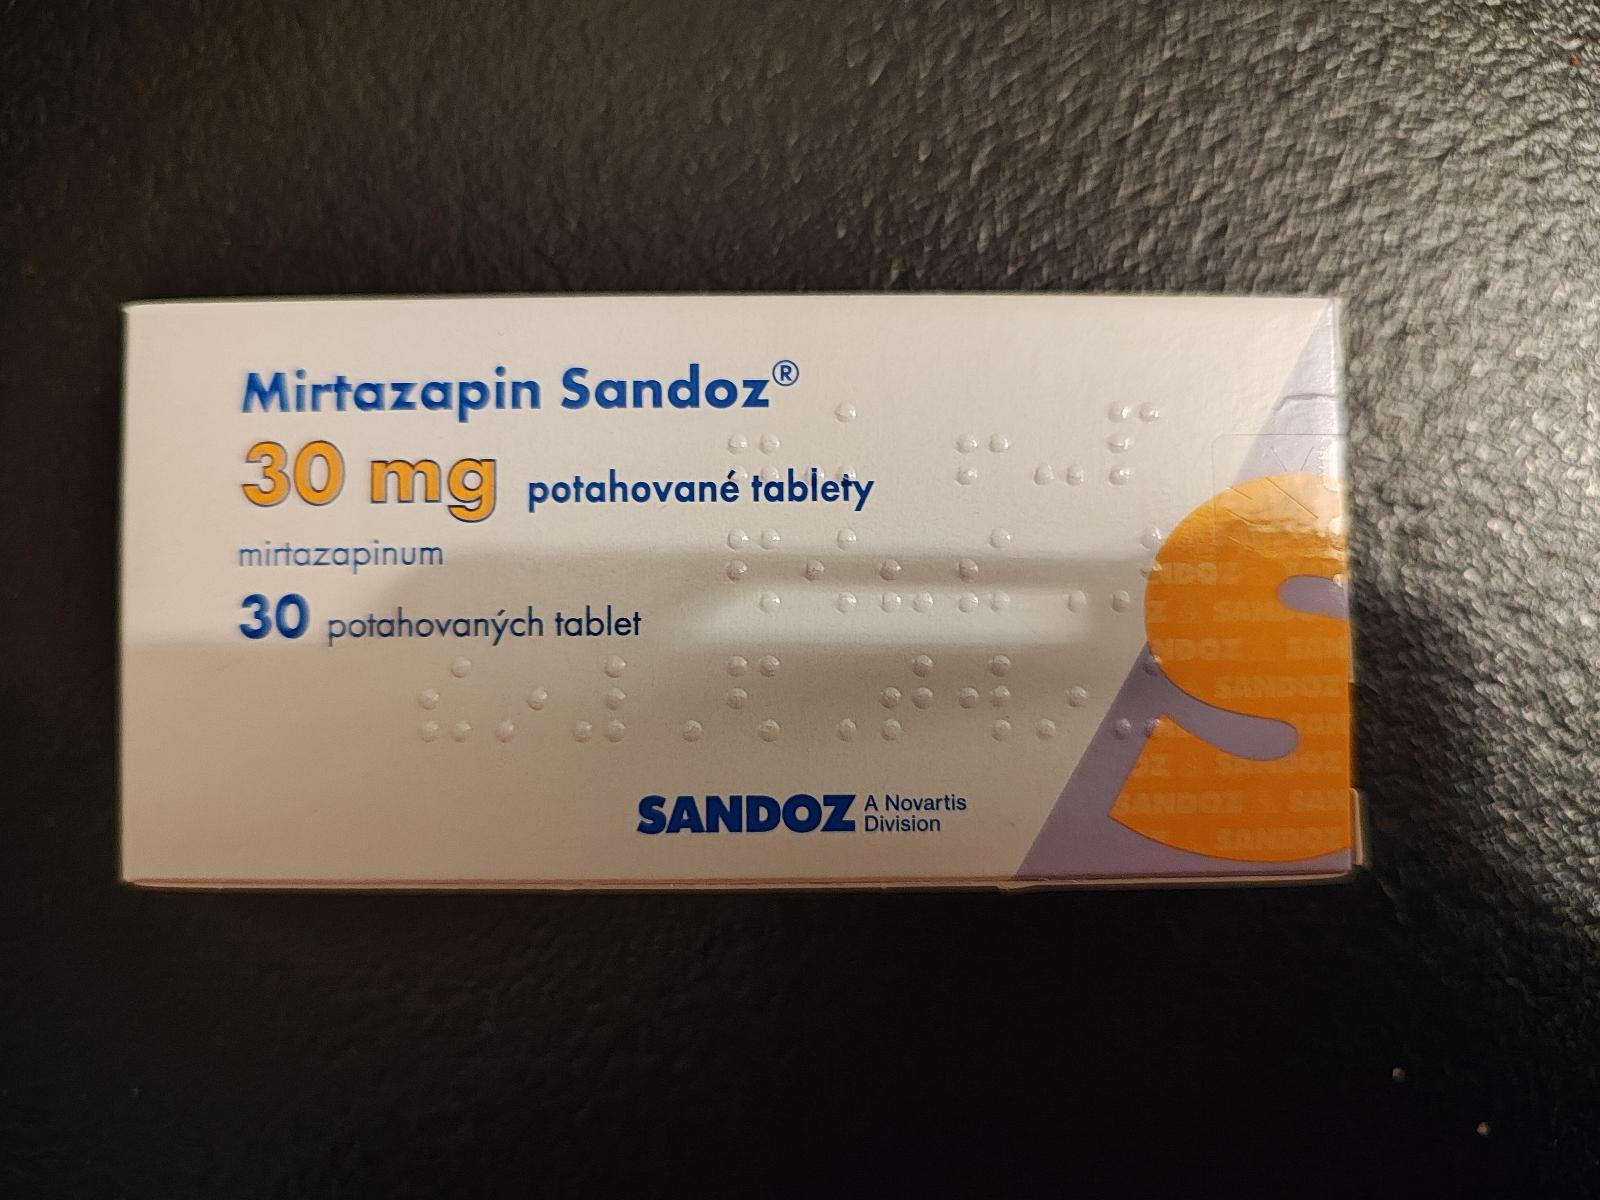 Mirtazapin Sandoz®
30 mg potahované tablety
mirtazapinum
30 potahovaných tablet
SANDOZ A Novartis
Division